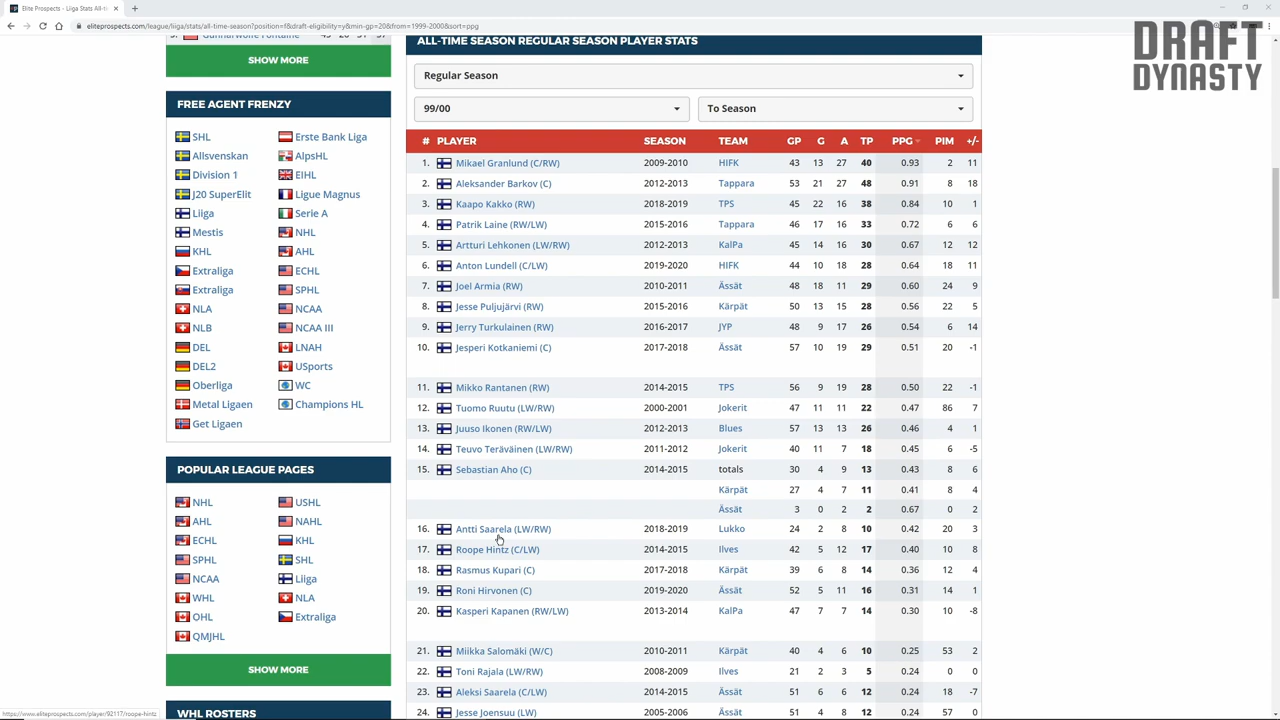 Elite Prospects - Liiga Stats All-ti
eliteprospects.com/league/liiga/stats/all-time-season?position=f&draft-eligibility=y&min-gp=20&from=1999-2000&sort=ppg
DRAFT
DYNASTY
SHOW MORE
FREE AGENT FRENZY
SHL Erste Bank Liga
Allsvenskan AlpsHL
Division 1 EIHL
J20 SuperElit Ligue Magnus
Liiga Serie A
Mestis NHL
KHL AHL
Extraliga ECHL
Extraliga SPHL
NLA NCAA
NLB NCAA III
DEL LNAH
DEL2 USports
Oberliga WC
Metal Ligaen Champions HL
Get Ligaen
POPULAR LEAGUE PAGES
NHL USHL
AHL NAHL
ECHL KHL
SPHL SHL
NCAA Liiga
WHL NLA
OHL Extraliga
QMJHL
SHOW MORE
WHL ROSTERS
ALL-TIME SEASON REGULAR SEASON PLAYER STATS
Regular Season
99/00 To Season
# PLAYER SEASON TEAM GP G A TP PPG PIM +/-
1. Mikael Granlund (C/RW) 2009-2010 HIFK 43 13 27 40 0.93 2 11
2. Aleksander Barkov (C) 2012-2013 Tappara 53 21 27 48 0.91 8 18
3. Kaapo Kakko (RW) 2018-2019 TPS 45 22 16 38 0.84 10 1
4. Patrik Laine (RW/LW) 2015-2016 Tappara 46 17 16 33 0.72 6 6
5. Artturi Lehkonen (LW/RW) 2012-2013 KalPa 45 14 16 30 0.67 12 12
6. Anton Lundell (C/LW) 2019-2020 HIFK 44 10 18 28 0.64 18 11
7. Joel Armia (RW) 2010-2011 Ässät 48 18 11 29 0.60 24 9
8. Jesse Puljujärvi (RW) 2015-2016 Kärpät 50 13 15 28 0.56 22 5
9. Jerry Turkulainen (RW) 2016-2017 JYP 48 9 17 26 0.54 6 14
10. Jesperi Kotkaniemi (C) 2017-2018 Ässät 57 10 19 29 0.51 20 -1
11. Mikko Rantanen (RW) 2014-2015 TPS 56 9 19 28 0.50 22 -1
12. Tuomo Ruutu (LW/RW) 2000-2001 Jokerit 47 11 11 22 0.47 86 7
13. Juuso Ikonen (RW/LW) 2012-2013 Blues 57 13 13 26 0.46 4 1
14. Teuvo Teräväinen (LW/RW) 2011-2012 Jokerit 40 11 7 18 0.45 6 -5
15. Sebastian Aho (C) 2014-2015 totals 30 4 9 13 0.43 8 6
Kärpät 27 4 7 11 0.41 8 4
Ässät 3 0 2 2 0.67 0 2
16. Antti Saarela (LW/RW) 2018-2019 Lukko 24 2 8 10 0.42 20 3
17. Roope Hintz (C/LW) 2014-2015 Ilves 42 5 12 17 0.40 10 8
18. Rasmus Kupari (C) 2017-2018 Kärpät 39 6 8 14 0.36 12 4
19. Roni Hirvonen (C) 2019-2020 Ässät 52 5 11 16 0.31 14 1
20. Kasperi Kapanen (RW/LW) 2013-2014 KalPa 47 7 7 14 0.30 10 -8
21. Miikka Salomäki (W/C) 2010-2011 Kärpät 40 4 6 10 0.25 53 2
22. Toni Rajala (LW/RW) 2008-2009 Ilves 21 2 3 5 0.24 0 0
23. Aleksi Saarela (C/LW) 2014-2015 Ässät 51 6 6 12 0.24 18 -7
24. Jesse Joensuu (LW) Ässät 2 0.24 57 0
https://www.eliteprospects.com/player/92117/roope-hintz